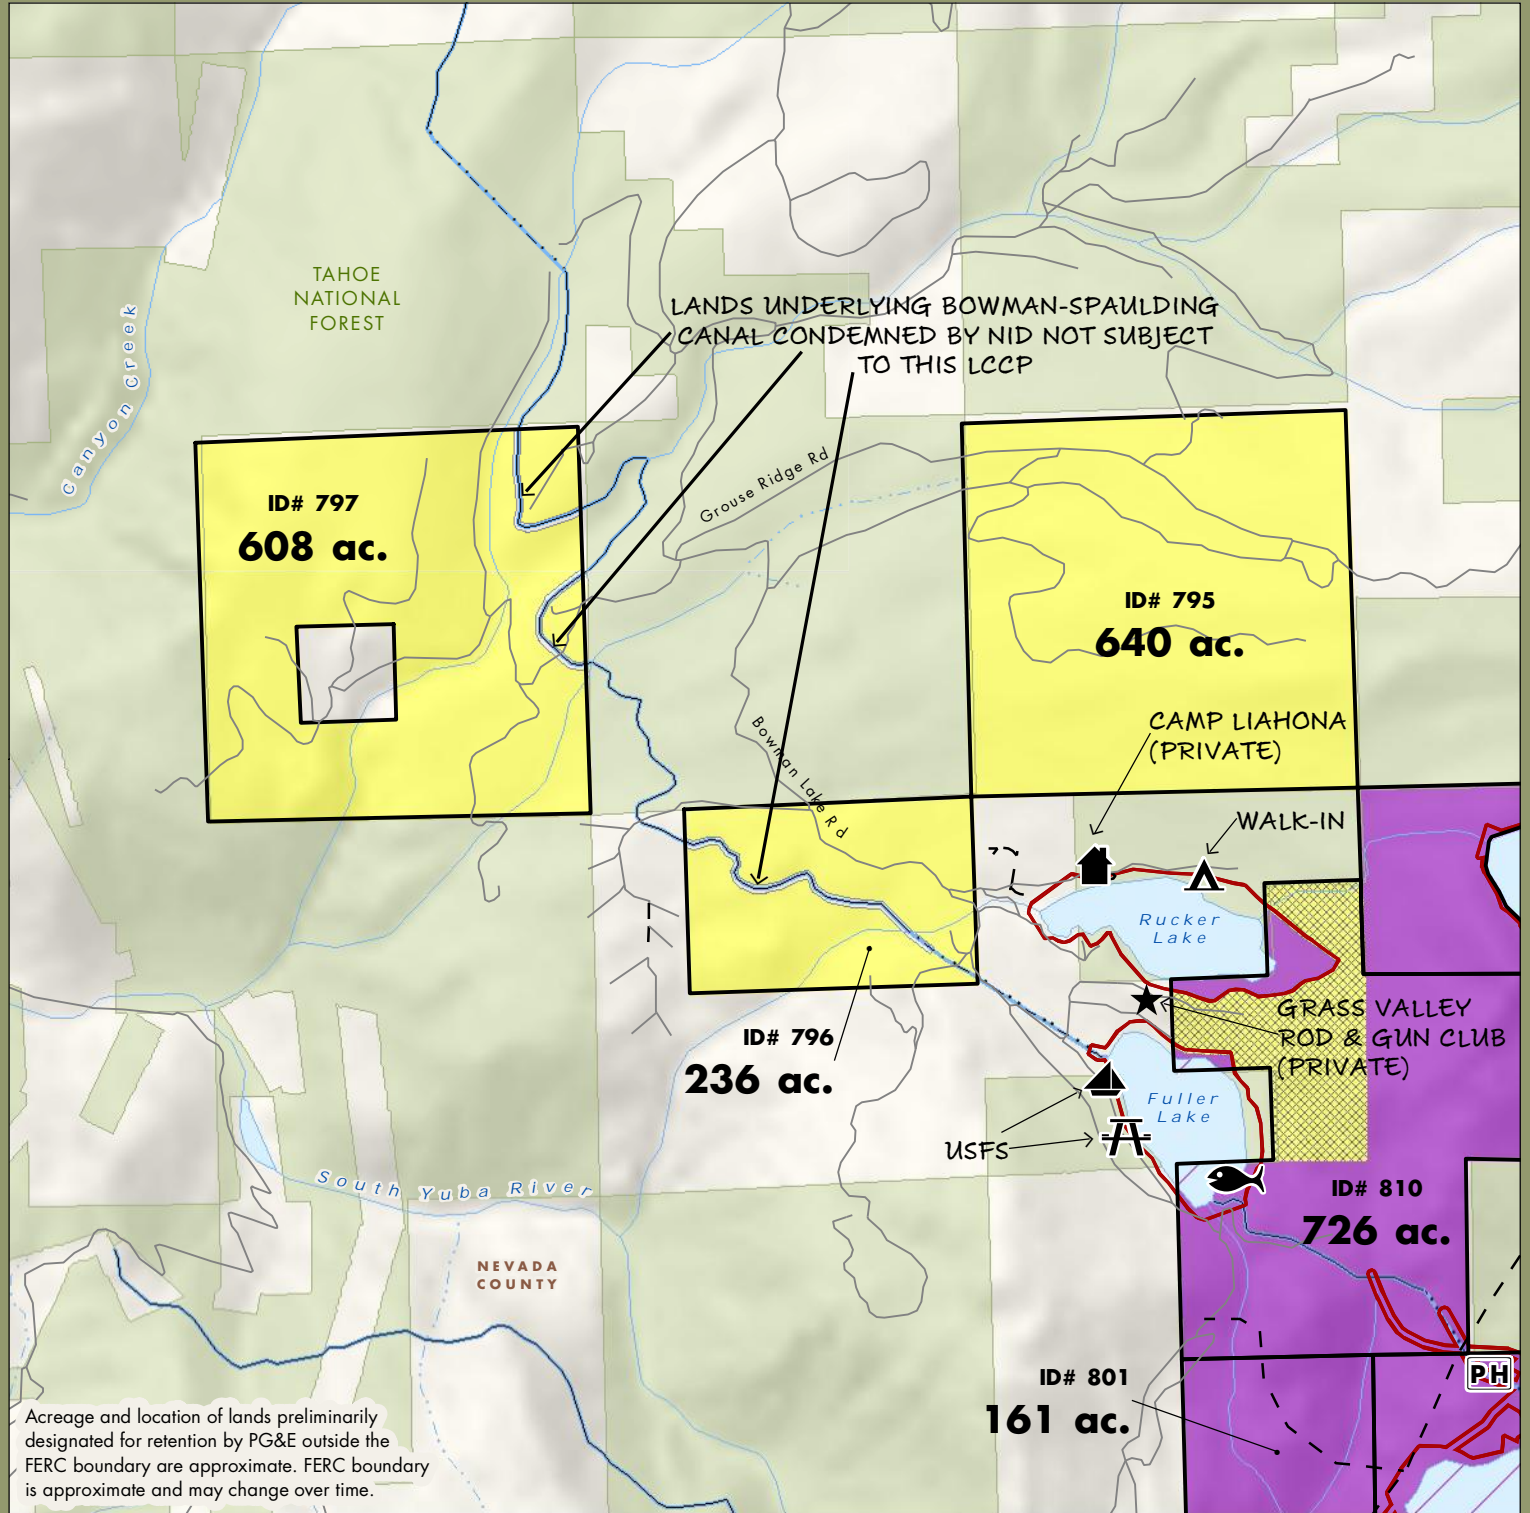 TAHOE
NATIONAL
FOREST
Canyon Creek
LANDS UNDERLYING BOWMAN-SPAULDING
CANAL CONDEMNED BY NID NOT SUBJECT
TO THIS LCCP
Grouse Ridge Rd
ID# 797
608 ac.
ID# 795
640 ac.
Bowman Lake Rd
CAMP LIAHONA
(PRIVATE)
WALK-IN
Rucker
Lake
GRASS VALLEY
ROD & GUN CLUB
(PRIVATE)
ID# 796
236 ac.
Fuller
Lake
USFS
South Yuba River
ID# 810
726 ac.
NEVADA
COUNTY
ID# 801
161 ac.
PH
Acreage and location of lands preliminarily
designated for retention by PG&E outside the
FERC boundary are approximate. FERC boundary
is approximate and may change over time.